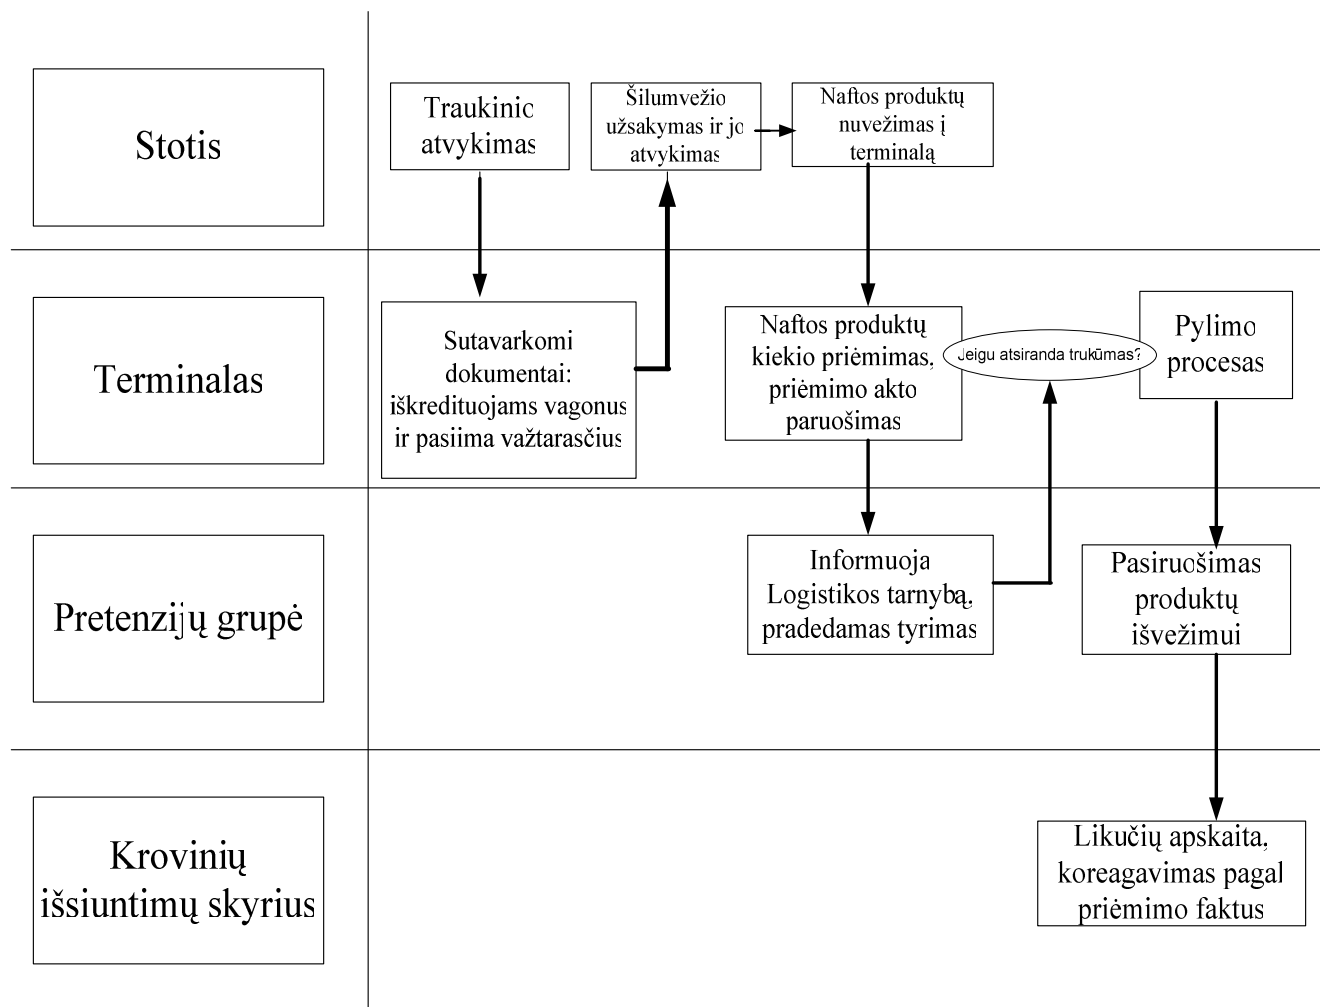 Stotis
Traukinio
atvykimas
Šilumvežio
užsakymas ir jo
atvykimas
Naftos produktų
nuvežimas į
terminalą
Terminalas
Sutavarkomi
dokumentai:
iškredituojams vagonus
ir pasiima važtarasčius
Naftos produktų
kiekio priėmimas,
priėmimo akto
paruošimas
Jeigu atsiranda trukūmas?
Pylimo
procesas
Pretenzijų grupė
Informuoja
Logistikos tarnybą,
pradedamas tyrimas
Pasiruošimas
produktų
išvežimui
Krovinių
išsiuntimų skyrius
Likučių apskaita,
koreagavimas pagal
priėmimo faktus